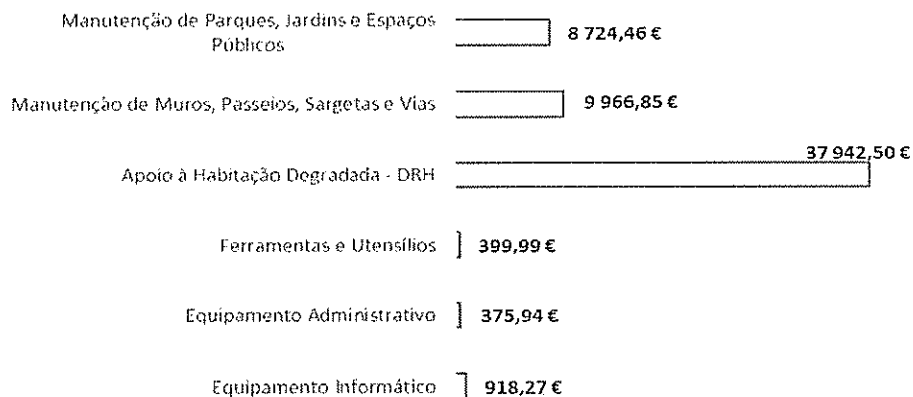 Manutenção de Parques, Jardins e Espaços
Públicos
8 724,46 €
Manutenção de Muros, Passeios, Sargetas e Vias
9 966,85 €
Apoio à Habitação Degradada - DRH
37 942,50 €
Ferramentas e Utensílios
399,99 €
Equipamento Administrativo
375,94 €
Equipamento Informático
918,27 €